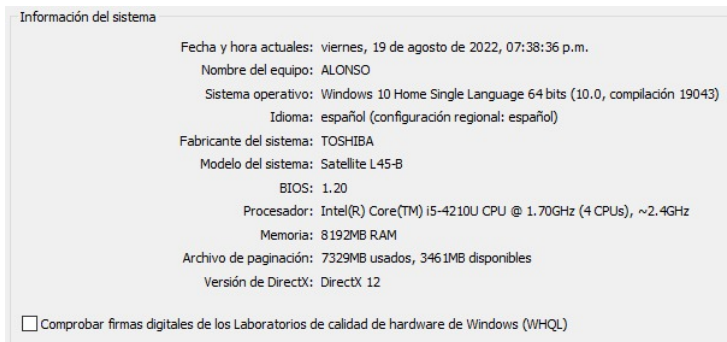 Información del sistema
Fecha y hora actuales: viernes, 19 de agosto de 2022, 07:38:36 p.m.
Nombre del equipo: ALONSO
Sistema operativo: Windows 10 Home Single Language 64 bits (10.0, compilación 19043)
Idioma: español (configuración regional: español)
Fabricante del sistema: TOSHIBA
Modelo del sistema: Satellite L45-B
BIOS: 1.20
Procesador: Intel(R) Core(TM) i5-4210U CPU @ 1.70GHz (4 CPUs), ~2.4GHz
Memoria: 8192MB RAM
Archivo de paginación: 7329MB usados, 3461MB disponibles
Versión de DirectX: DirectX 12
Comprobar firmas digitales de los Laboratorios de calidad de hardware de Windows (WHQL)